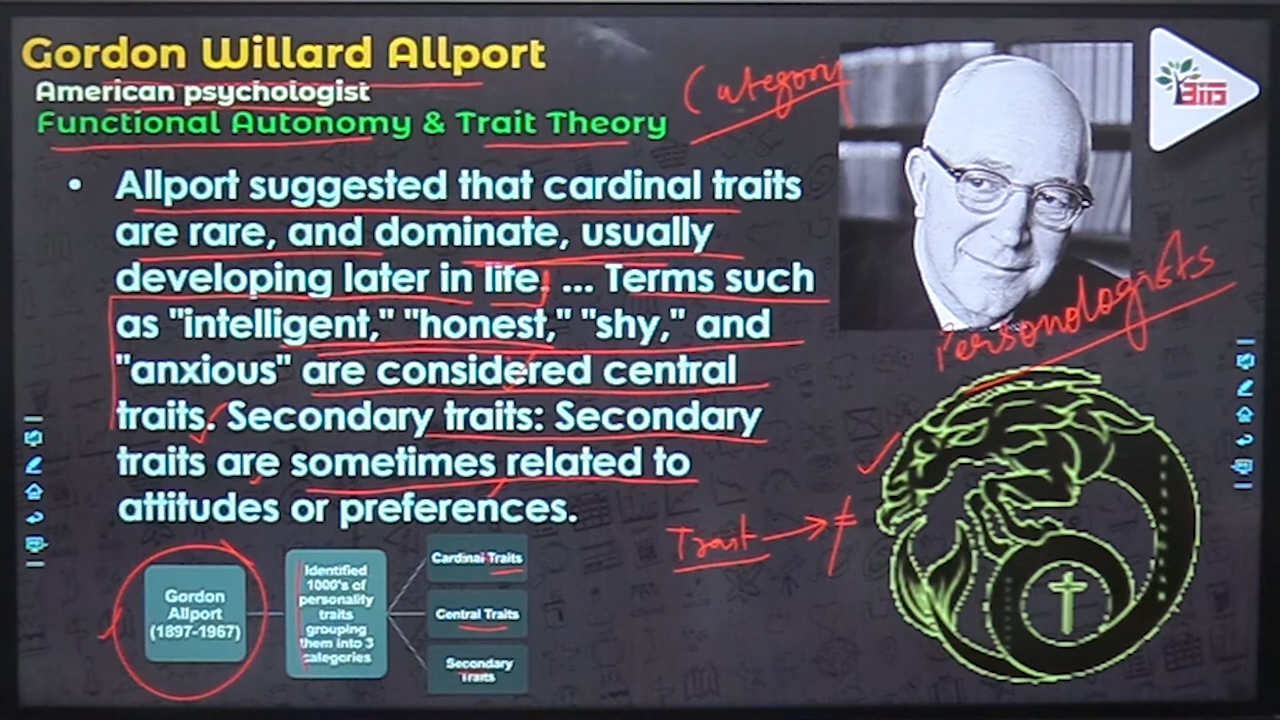 Gordon Willard Allport
American psychologist
Functional Autonomy & Trait Theory
Category
• Allport suggested that cardinal traits
are rare, and dominate, usually
developing later in life. ... Terms such
as "intelligent," "honest," "shy," and
"anxious" are considered central
traits. Secondary traits: Secondary
traits are sometimes related to
attitudes or preferences.
Personologists
Trait → ≠
Gordon
Allport
(1897-1967)
Identified
1000's of
personality
traits
grouping
them into 3
categories
Cardinal Traits
Central Traits
Secondary
Traits